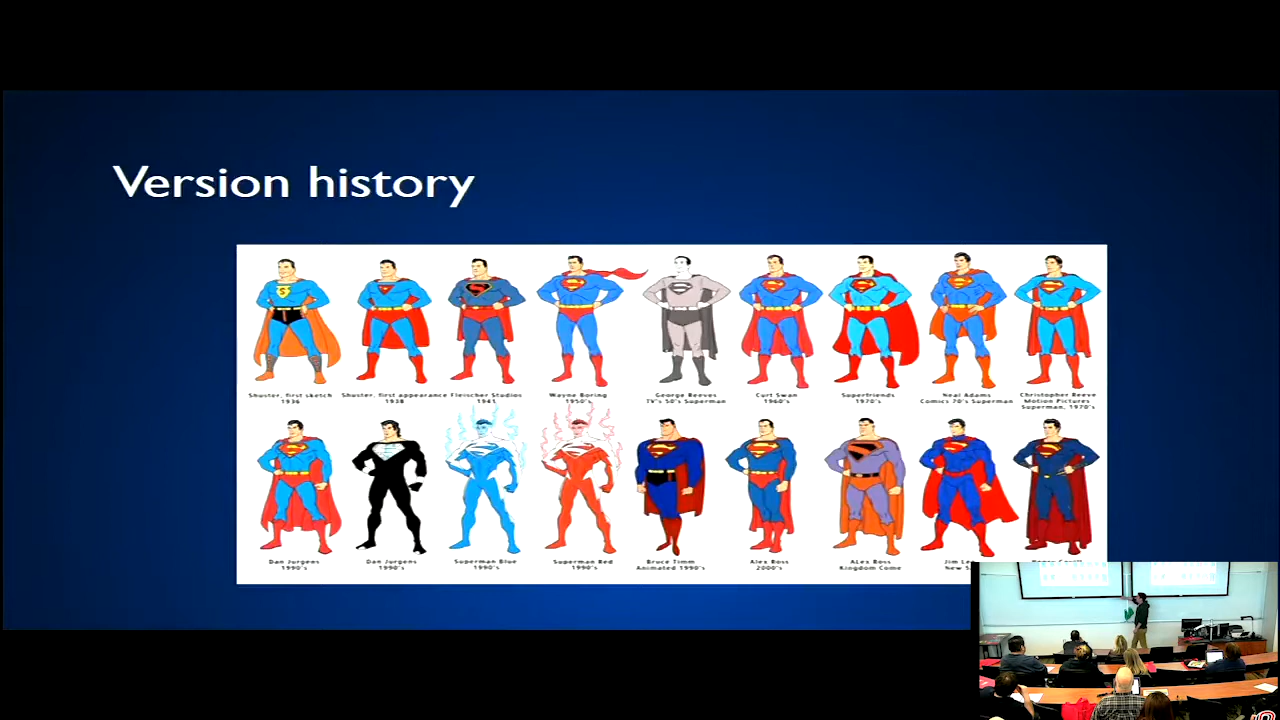 Version history
Shuster, first sketch
1936
Shuster, first appearance
1938
Fleischer Studios
1941
Wayne Boring
1950's
George Reeves
TV's 50's Superman
Curt Swan
1960's
Superfriends
1970's
Neal Adams
Comics 70's Superman
Christopher Reeve
Motion Pictures
Superman, 1970's
Dan Jurgens
1990's
Dan Jurgens
1990's
Superman Blue
1990's
Superman Red
1990's
Bruce Timm
Animated 1990's
Alex Ross
2000's
ALex Ross
Kingdom Come
Jim Lee
New